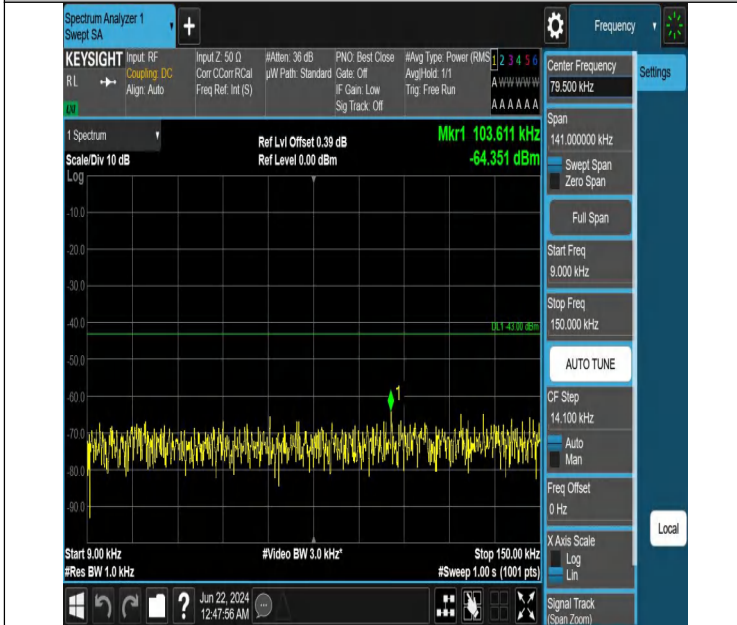 Spectrum Analyzer 1
Swept SA
+
Frequency
KEYSIGHT
RL
Input: RF
Coupling: DC
Align: Auto
Input Z: 50 Ω
Corr CCorr RCal
Freq Ref: Int (S)
#Atten: 36 dB
µW Path: Standard
PNO: Best Close
Gate: Off
IF Gain: Low
Sig Track: Off
#Avg Type: Power (RMS
Avg|Hold: 1/1
Trig: Free Run
1 2 3 4 5 6
A W W W W W
A A A A A A
1 Spectrum
Scale/Div 10 dB
Ref Lvl Offset 0.39 dB
Ref Level 0.00 dBm
Mkr1 103.611 kHz
-64.351 dBm
Log
-10.0
-20.0
-30.0
-40.0
DL1 -43.00 dBm
-50.0
-60.0
1
-70.0
-80.0
-90.0
Start 9.00 kHz
#Res BW 1.0 kHz
#Video BW 3.0 kHz*
Stop 150.00 kHz
#Sweep 1.00 s (1001 pts)
?
Jun 22, 2024
12:47:56 AM
Center Frequency
79.500 kHz
Settings
Span
141.000000 kHz
Swept Span
Zero Span
Full Span
Start Freq
9.000 kHz
Stop Freq
150.000 kHz
AUTO TUNE
CF Step
14.100 kHz
Auto
Man
Freq Offset
0 Hz
X Axis Scale
Log
Lin
Local
Signal Track
(Span Zoom)